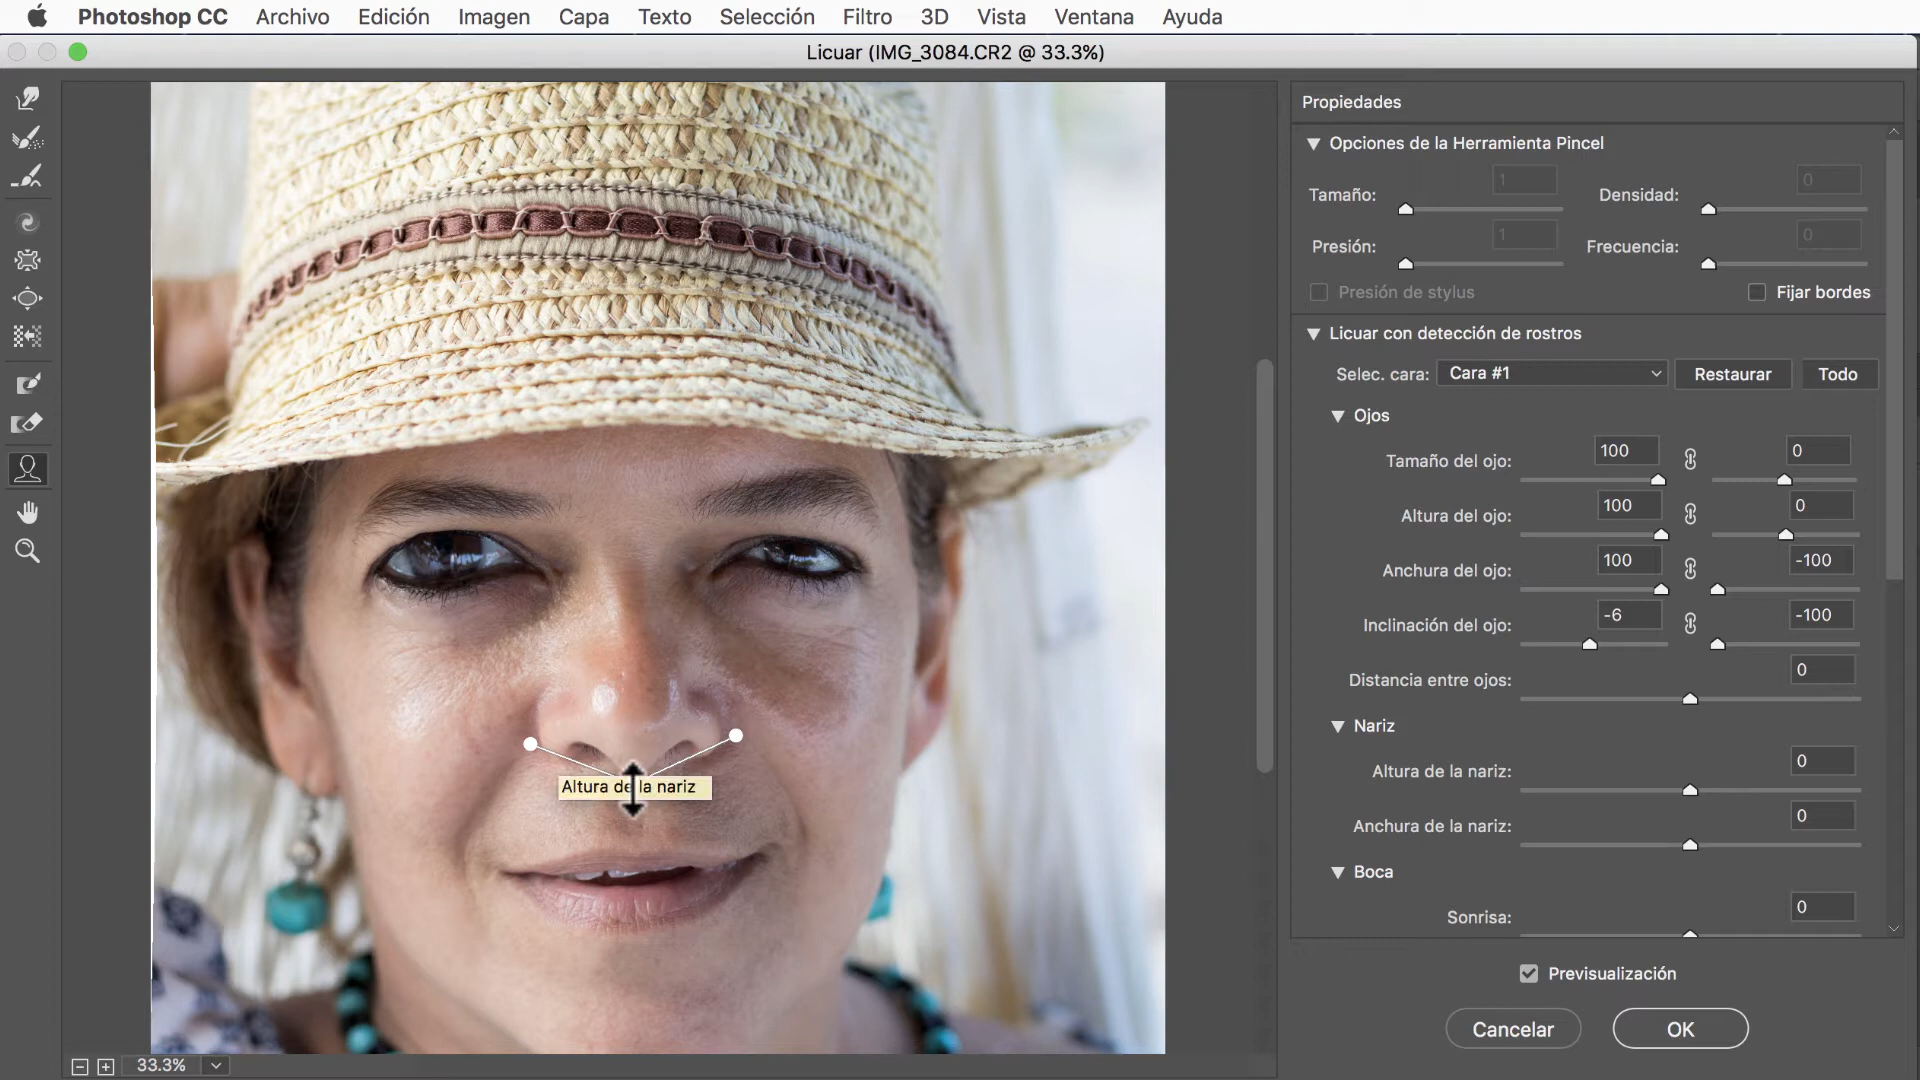 Photoshop CC Archivo Edición Imagen Capa Texto Selección Filtro 3D Vista Ventana Ayuda
Licuar (IMG_3084.CR2 @ 33.3%)
Propiedades
Opciones de la Herramienta Pincel
Tamaño: 1 Densidad: 0
Presión: 1 Frecuencia: 0
Presión de stylus Fijar bordes
Licuar con detección de rostros
Selec. cara: Cara #1 Restaurar Todo
Ojos
Tamaño del ojo: 100 0
Altura del ojo: 100 0
Anchura del ojo: 100 -100
Inclinación del ojo: -6 -100
Distancia entre ojos: 0
Nariz
Altura de la nariz: 0
Anchura de la nariz: 0
Boca
Sonrisa: 0
Altura de la nariz
Previsualización
Cancelar OK
33.3%